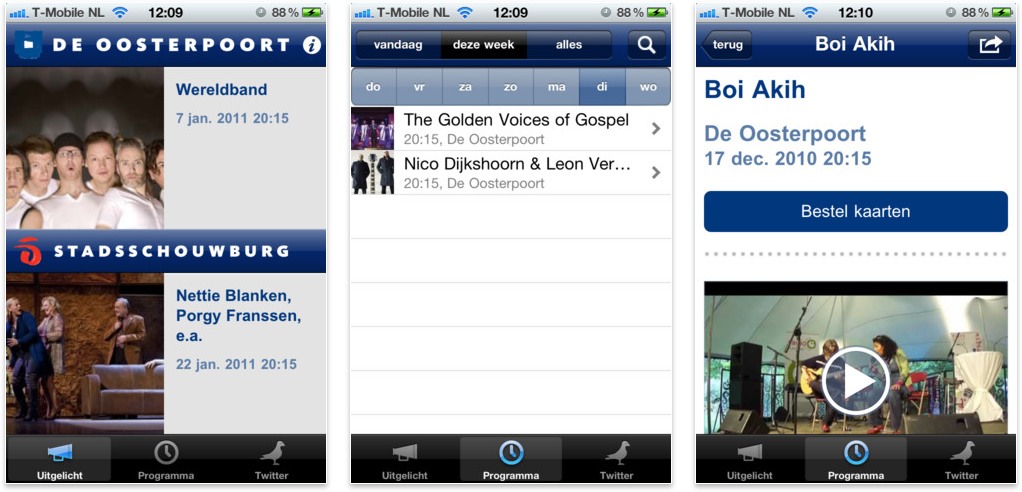 T-Mobile NL 12:09 88%
DE OOSTERPOORT
Wereldband
7 jan. 2011 20:15
STADSSCHOUWBURG
Nettie Blanken,
Porgy Franssen,
e.a.
22 jan. 2011 20:15
Uitgelicht Programma Twitter
T-Mobile NL 12:09 88%
vandaag deze week alles
do vr za zo ma di wo
The Golden Voices of Gospel
20:15, De Oosterpoort
Nico Dijkshoorn & Leon Ver...
20:15, De Oosterpoort
Uitgelicht Programma Twitter
T-Mobile NL 12:10 88%
terug Boi Akih
Boi Akih
De Oosterpoort
17 dec. 2010 20:15
Bestel kaarten
Uitgelicht Programma Twitter